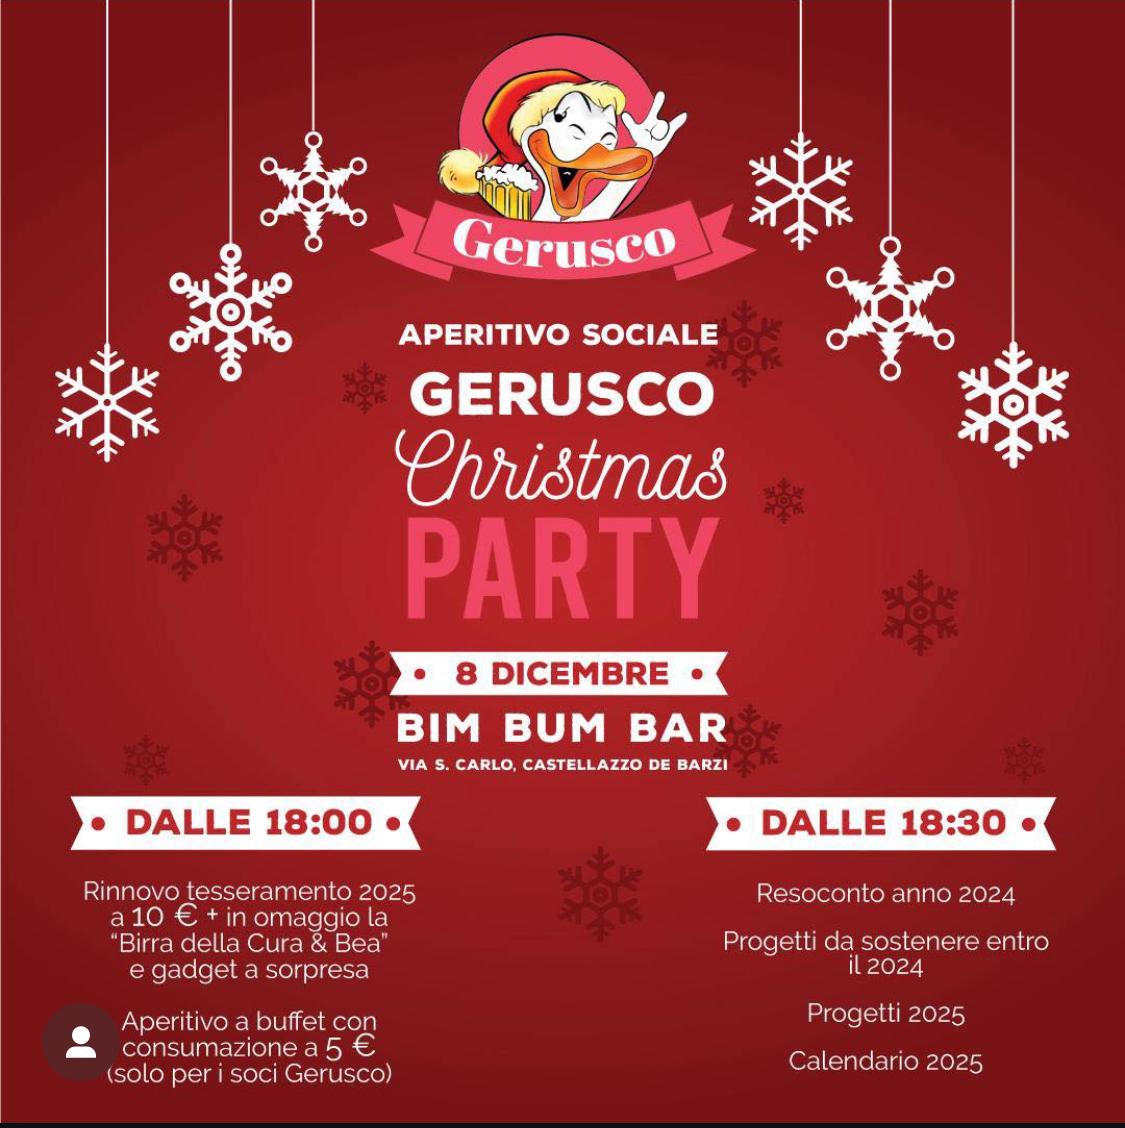 Gerusco
APERITIVO SOCIALE
GERUSCO
Christmas
PARTY
• 8 DICEMBRE •
BIM BUM BAR
VIA S. CARLO, CASTELLAZZO DE BARZI
• DALLE 18:00 •
Rinnovo tesseramento 2025
a 10 € + in omaggio la
“Birra della Cura & Bea”
e gadget a sorpresa
Aperitivo a buffet con
consumazione a 5 €
(solo per i soci Gerusco)
• DALLE 18:30 •
Resoconto anno 2024
Progetti da sostenere entro
il 2024
Progetti 2025
Calendario 2025